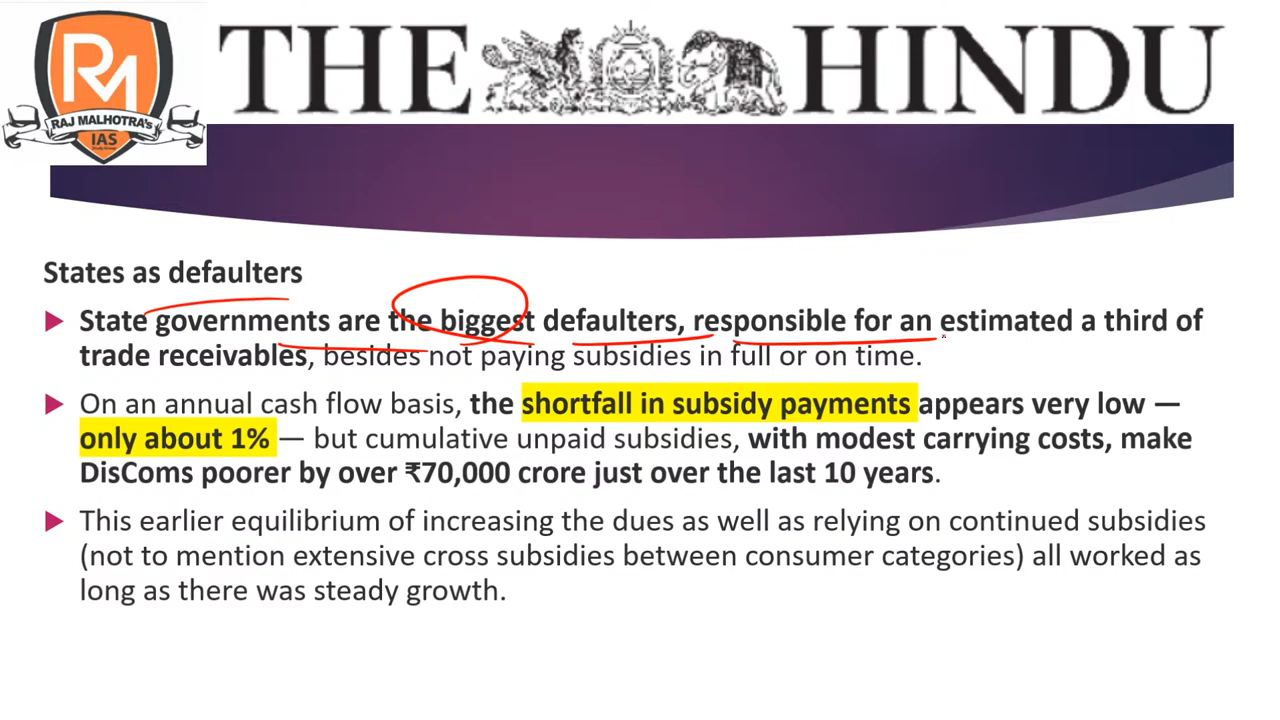 RM
RAJ MALHOTRA'S
IAS
Study Group
THE HINDU
States as defaulters
State governments are the biggest defaulters, responsible for an estimated a third of
trade receivables, besides not paying subsidies in full or on time.
On an annual cash flow basis, the shortfall in subsidy payments appears very low —
only about 1% — but cumulative unpaid subsidies, with modest carrying costs, make
DisComs poorer by over ₹70,000 crore just over the last 10 years.
This earlier equilibrium of increasing the dues as well as relying on continued subsidies
(not to mention extensive cross subsidies between consumer categories) all worked as
long as there was steady growth.